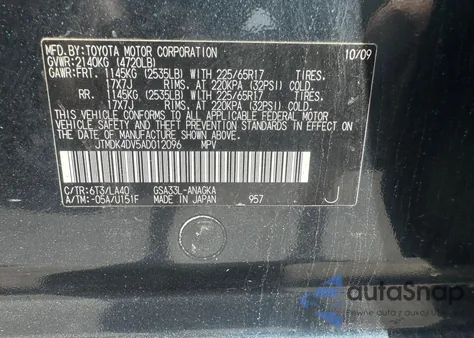 MFD.BY:TOYOTA MOTOR CORPORATION 10/09
GVWR:2140KG (4720LB)
GAWR:FRT. 1145KG (2535LB) WITH 225/65R17 TIRES.
17X7J RIMS. AT 220KPA (32PSI) COLD
RR. 1145KG (2535LB) WITH 225/65R17 TIRES.
17X7J RIMS. AT 220KPA (32PSI) COLD
THIS VEHICLE CONFORMS TO ALL APPLICABLE FEDERAL MOTOR
VEHICLE SAFETY AND THEFT PREVENTION STANDARDS IN EFFECT ON THE
DATE OF MANUFACTURE SHOWN ABOVE.
JTMDK4DV5AD012096 MPV
C/TR:6T3/LA40 GSA33L-ANAGKA J
A/TM:-05A/U151F MADE IN JAPAN 957
autoSnap